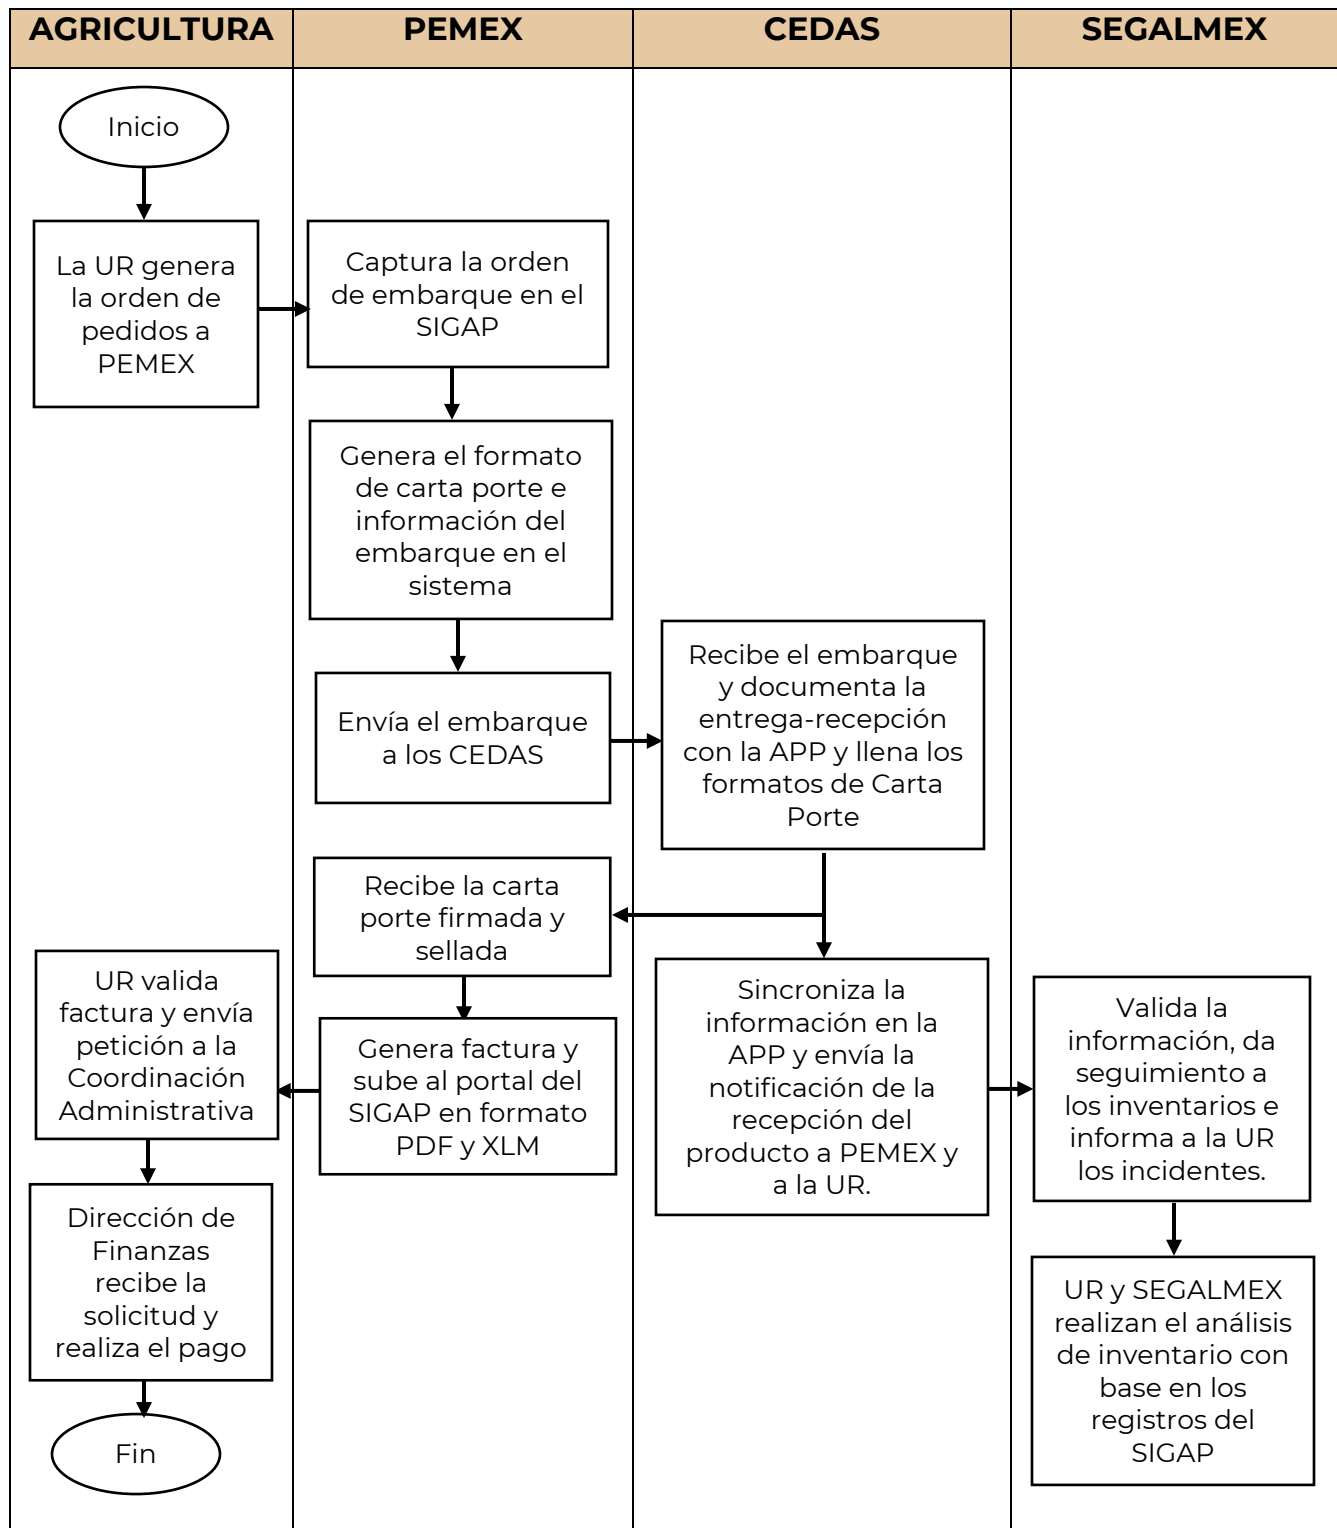 AGRICULTURA
PEMEX
CEDAS
SEGALMEX
Inicio
La UR genera
la orden de
pedidos a
PEMEX
Captura la orden
de embarque en el
SIGAP
Genera el formato
de carta porte e
información del
embarque en el
sistema
Envía el embarque
a los CEDAS
Recibe el embarque
y documenta la
entrega-recepción
con la APP y llena los
formatos de Carta
Porte
Recibe la carta
porte firmada y
sellada
Genera factura y
sube al portal del
SIGAP en formato
PDF y XLM
UR valida
factura y envía
petición a la
Coordinación
Administrativa
Dirección de
Finanzas
recibe la
solicitud y
realiza el pago
Fin
Sincroniza la
información en la
APP y envía la
notificación de la
recepción del
producto a PEMEX y
a la UR.
Valida la
información, da
seguimiento a
los inventarios e
informa a la UR
los incidentes.
UR y SEGALMEX
realizan el análisis
de inventario con
base en los
registros del
SIGAP